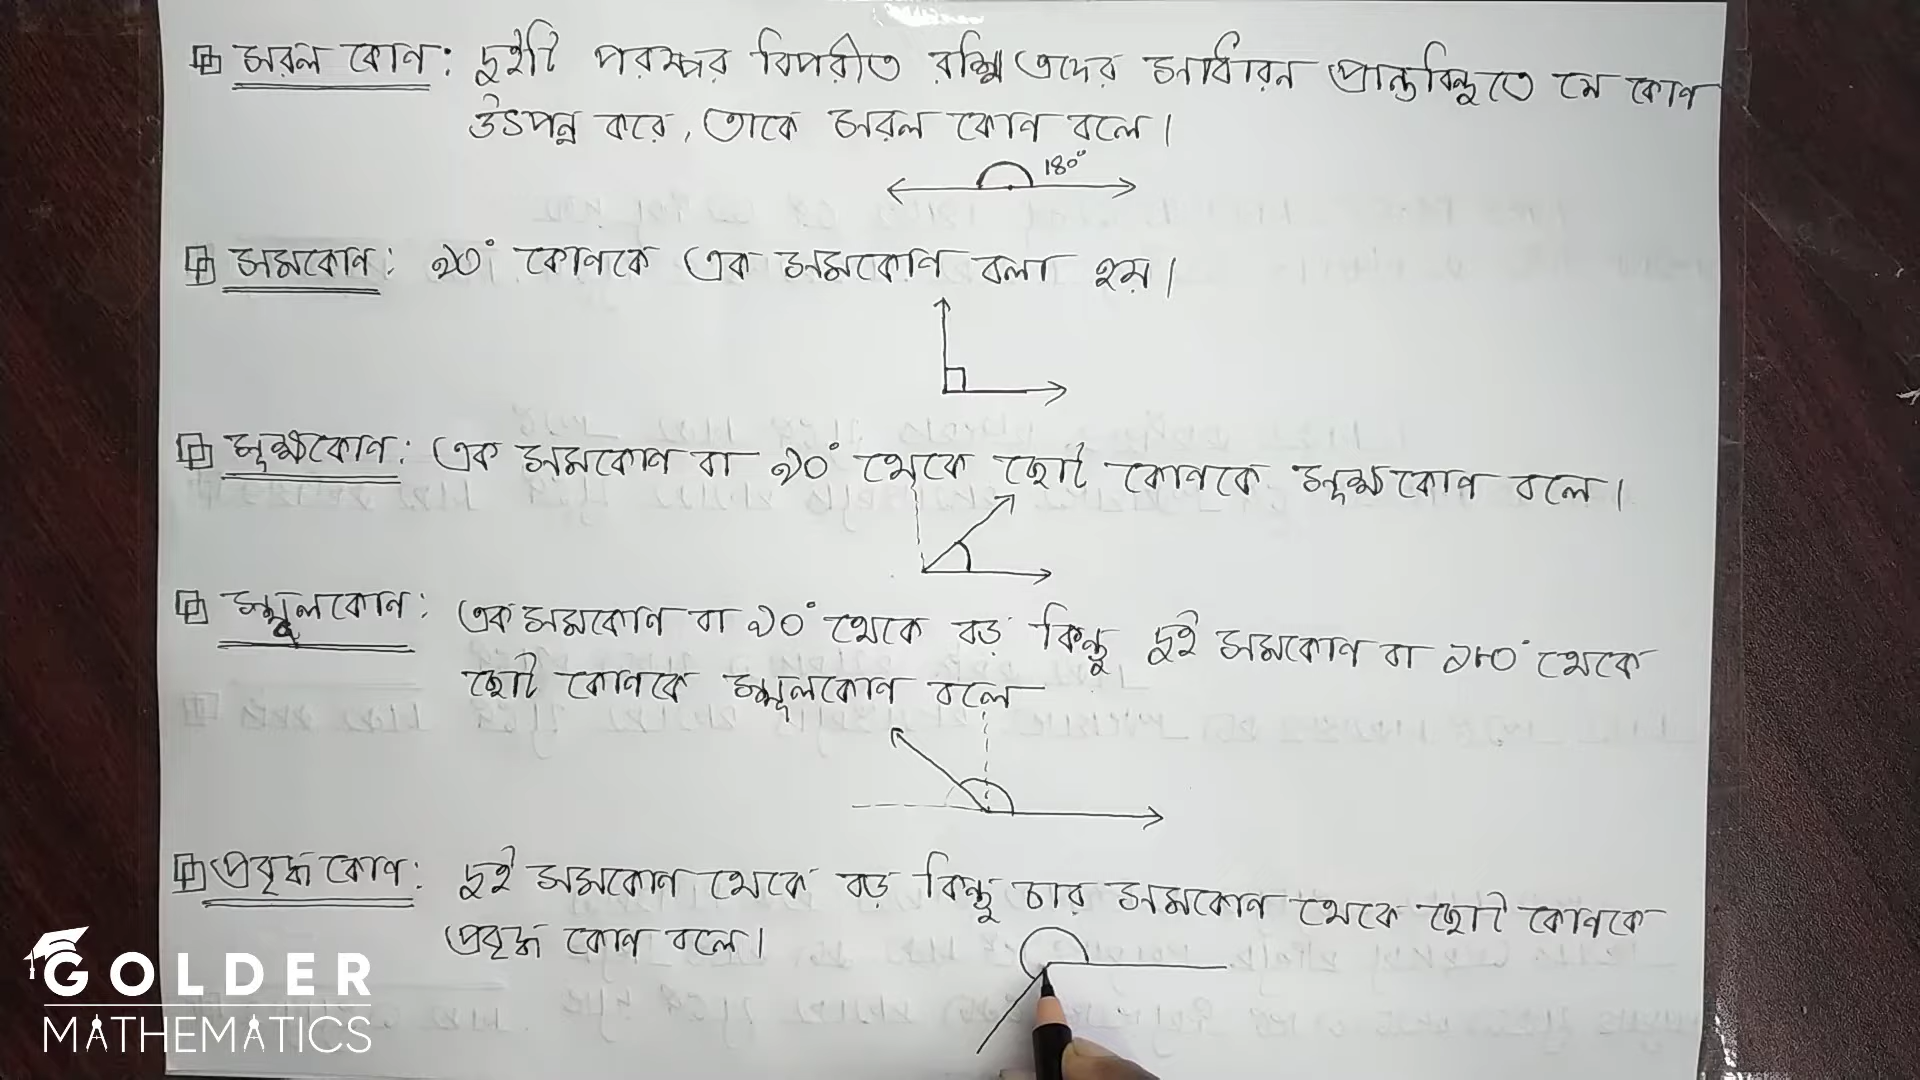 সরল কোণ: দুইটি পরস্পর বিপরীত রশ্মি তাদের সাধারন প্রান্তবিন্দুতে যে কোণ
উৎপন্ন করে, তাকে সরল কোণ বলে।
180°
সমকোণ: ৯০° কোণকে এক সমকোণ বলা হয়।
সূক্ষ্মকোণ: এক সমকোণ বা ৯০° থেকে ছোট কোণকে সূক্ষ্মকোণ বলে।
স্থূলকোণ: এক সমকোণ বা ৯০° থেকে বড় কিন্তু দুই সমকোণ বা ১৮০° থেকে
ছোট কোণকে স্থূলকোণ বলে
প্রবৃদ্ধ কোণ: দুই সমকোণ থেকে বড় কিন্তু চার সমকোণ থেকে ছোট কোণকে
প্রবৃদ্ধ কোণ বলে।
GOLDER
MATHEMATICS